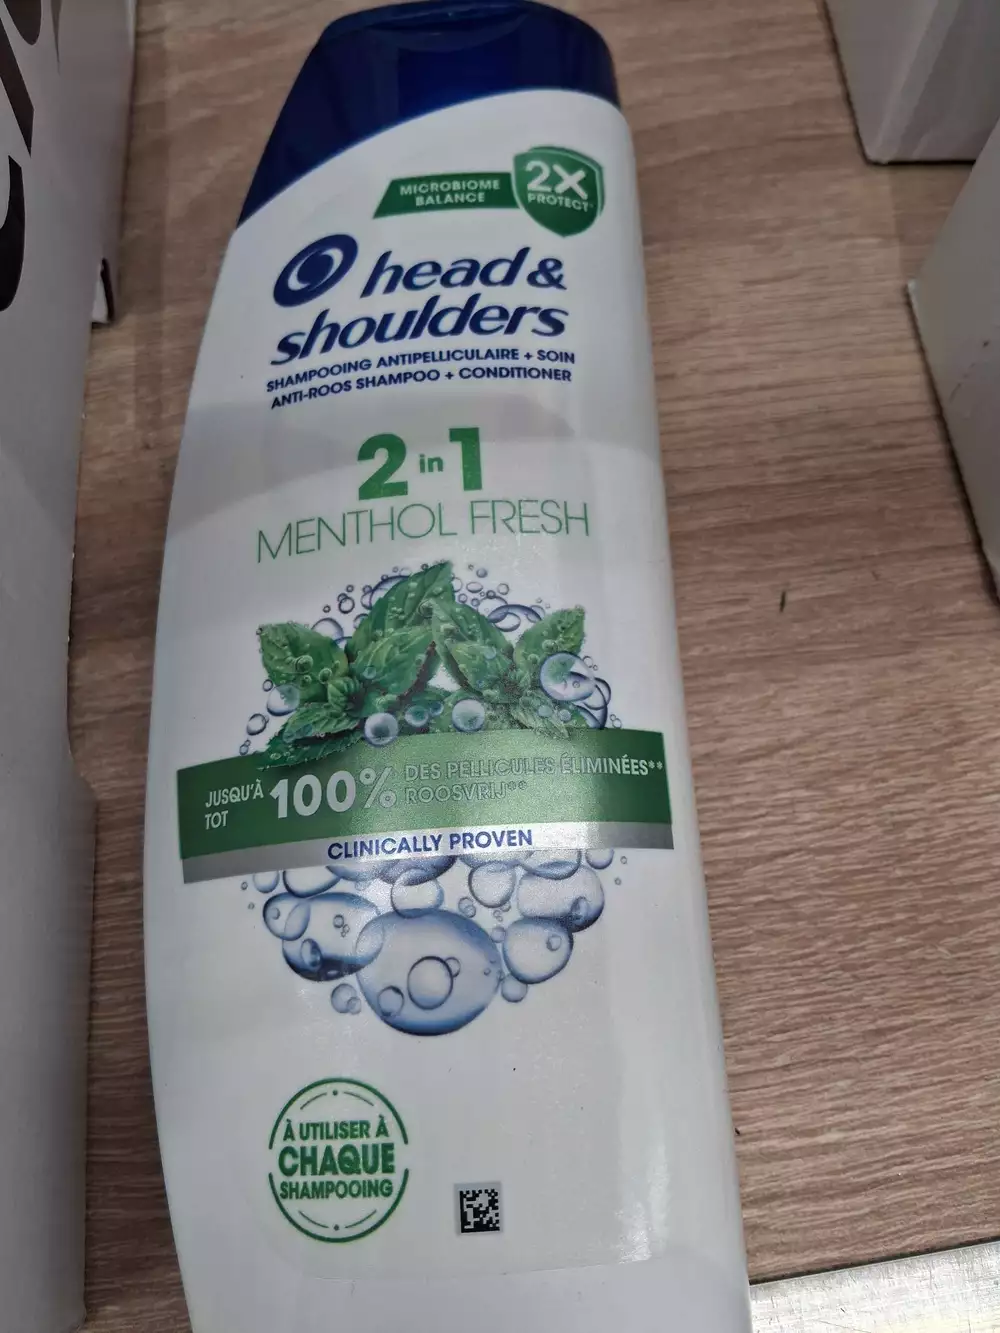 MICROBIOME
BALANCE
2X
PROTECT*
head &
shoulders
SHAMPOOING ANTIPELLICULAIRE + SOIN
ANTI-ROOS SHAMPOO + CONDITIONER
2 in 1
MENTHOL FRESH
JUSQU'À
TOT
100%
DES PELLICULES ÉLIMINÉES**
ROOSVRIJ**
CLINICALLY PROVEN
À UTILISER À
CHAQUE
SHAMPOOING